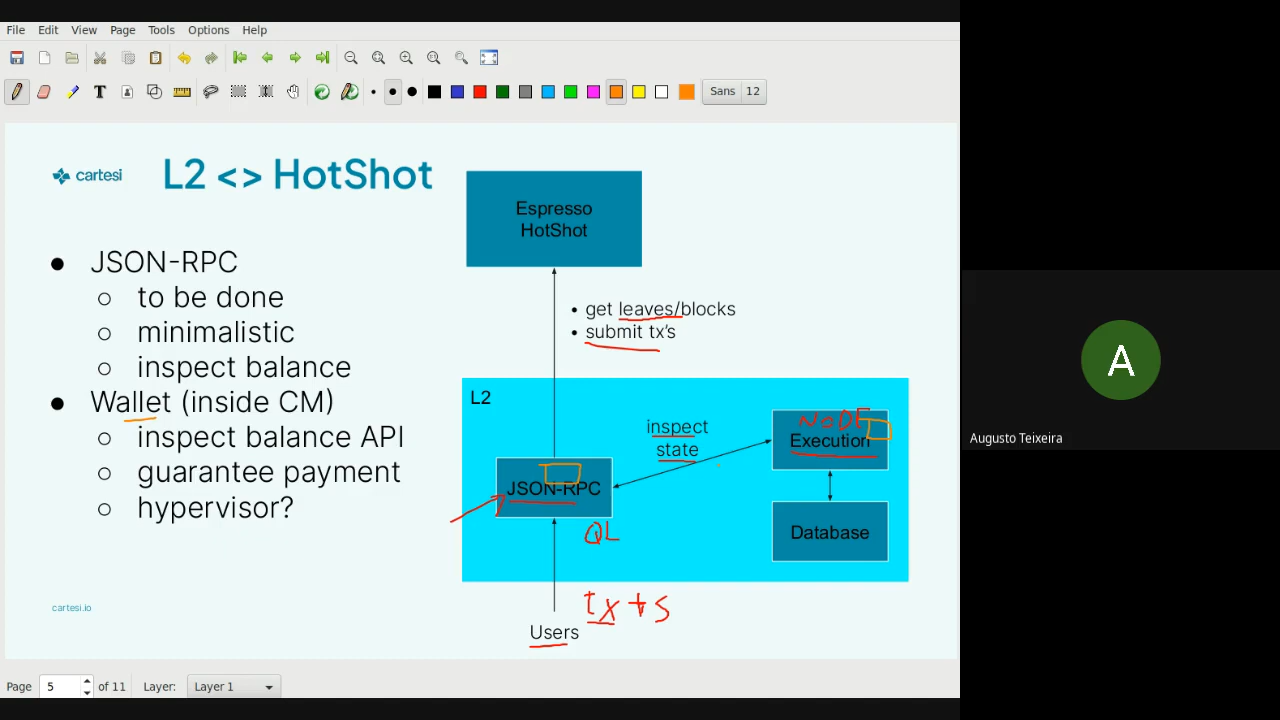 File Edit View Page Tools Options Help
Sans 12
cartesi
L2 <> HotShot
Espresso
HotShot
● JSON-RPC
○ to be done
○ minimalistic
○ inspect balance
● Wallet (inside CM)
○ inspect balance API
○ guarantee payment
○ hypervisor?
• get leaves/blocks
• submit tx's
L2
inspect
state
NODE
Execution
JSON-RPC
QL
Database
tx + s
Users
cartesi.io
A
Augusto Teixeira
Page 5 of 11 Layer: Layer 1